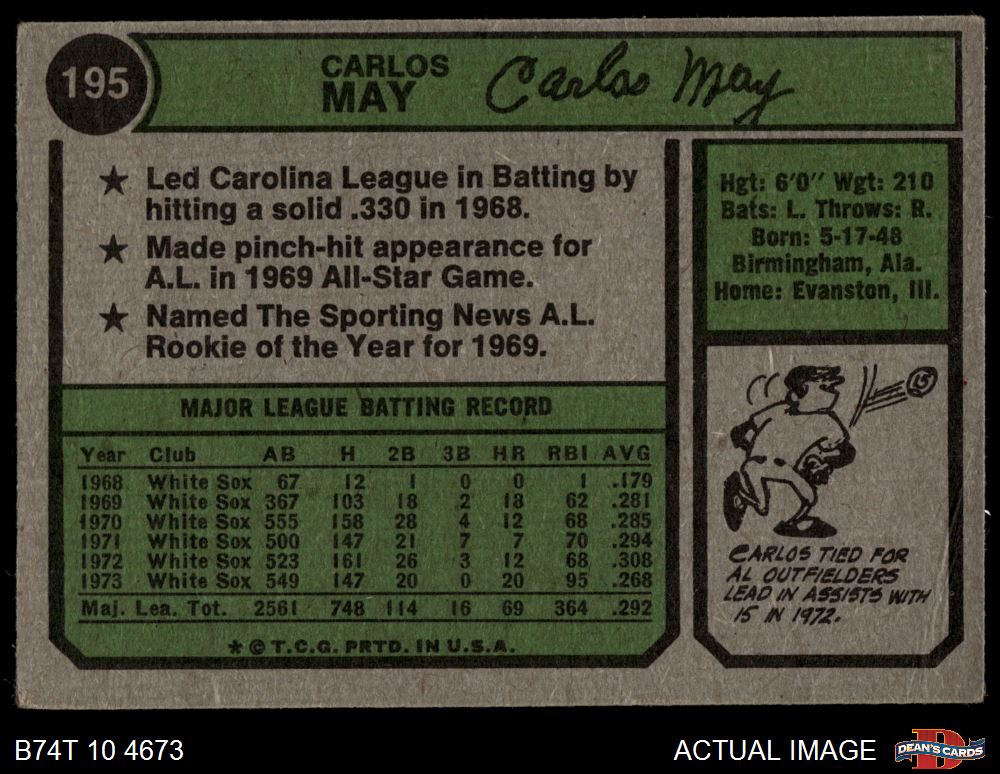 195
CARLOS
MAY
Carlos May
★ Led Carolina League in Batting by
hitting a solid .330 in 1968.
★ Made pinch-hit appearance for
A.L. in 1969 All-Star Game.
★ Named The Sporting News A.L.
Rookie of the Year for 1969.
Hgt: 6'0" Wgt: 210
Bats: L. Throws: R.
Born: 5-17-48
Birmingham, Ala.
Home: Evanston, Ill.
MAJOR LEAGUE BATTING RECORD
Year Club AB H 2B 3B HR RBI AVG
1968 White Sox 67 12 1 0 0 1 .179
1969 White Sox 367 103 18 2 18 62 .281
1970 White Sox 555 158 28 4 12 68 .285
1971 White Sox 500 147 21 7 7 70 .294
1972 White Sox 523 161 26 3 12 68 .308
1973 White Sox 549 147 20 0 20 95 .268
Maj. Lea. Tot. 2561 748 114 16 69 364 .292
* © T.C.G. PRTD. IN U.S.A.
15
CARLOS TIED FOR
AL OUTFIELDERS
LEAD IN ASSISTS WITH
15 IN 1972.
B74T 10 4673
ACTUAL IMAGE
DEAN'S CARDS